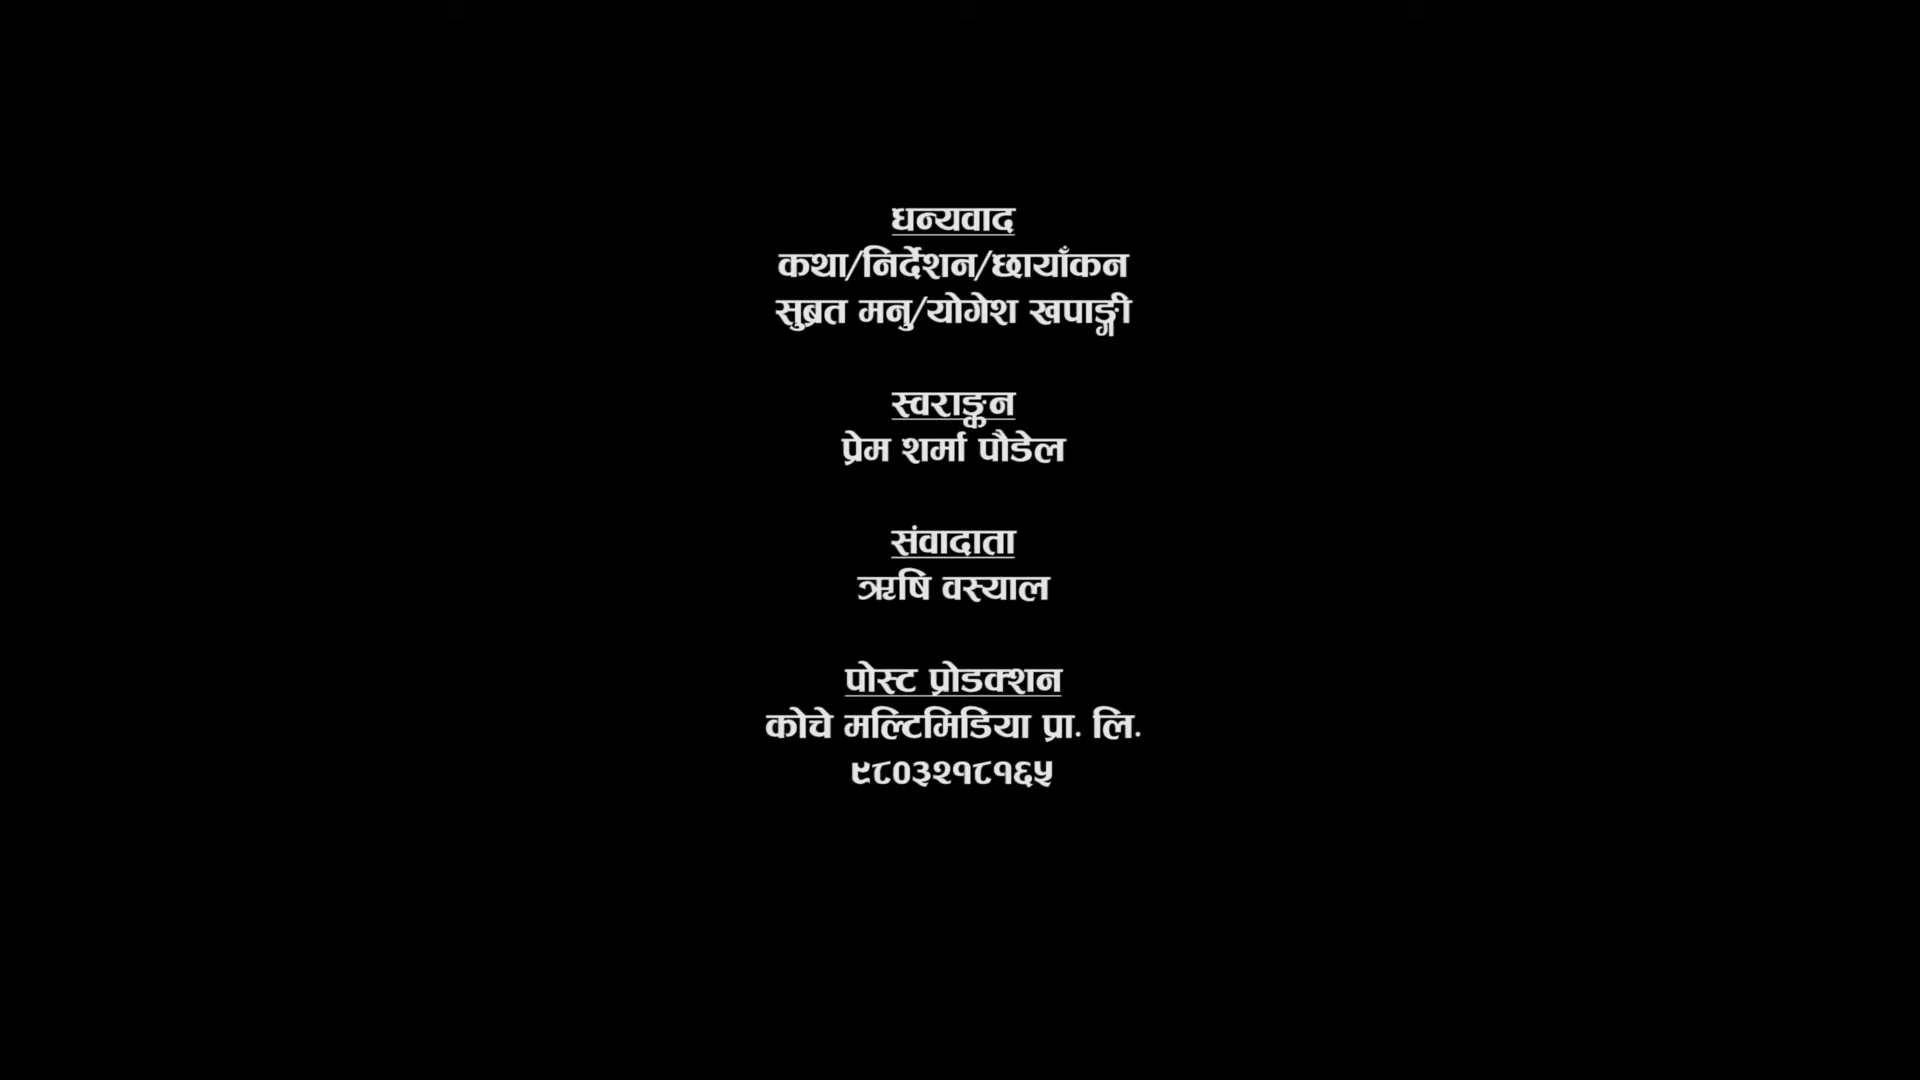 धन्यवाद
कथा/निर्देशन/छायाँकन
सुब्रत मनु/योगेश खपाङ्गी
स्वराङ्कन
प्रेम शर्मा पौडेल
संवादाता
ऋषि वस्याल
पोस्ट प्रोडक्शन
कोचे मल्टिमिडिया प्रा. लि.
९८०३२१८१६५